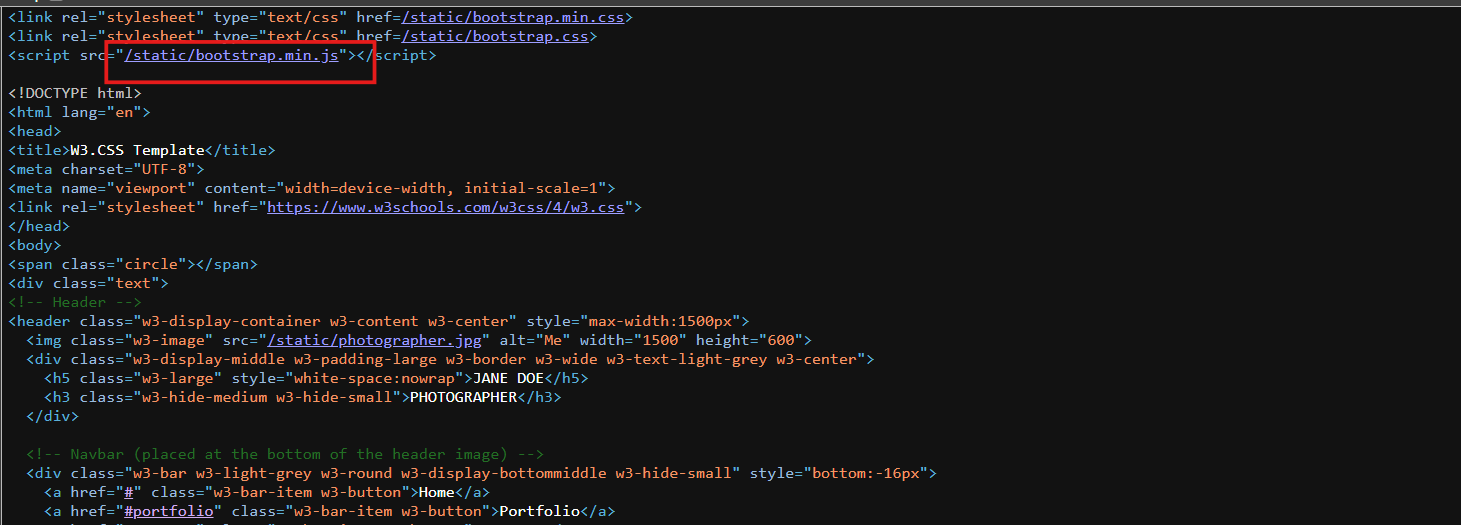 <link rel="stylesheet" type="text/css" href=/static/bootstrap.min.css>
<link rel="stylesheet" type="text/css" href=/static/bootstrap.css>
<script src="/static/bootstrap.min.js"></script>
<!DOCTYPE html>
<html lang="en">
<head>
<title>W3.CSS Template</title>
<meta charset="UTF-8">
<meta name="viewport" content="width=device-width, initial-scale=1">
<link rel="stylesheet" href="https://www.w3schools.com/w3css/4/w3.css">
</head>
<body>
<span class="circle"></span>
<div class="text">
<!-- Header -->
<header class="w3-display-container w3-content w3-center" style="max-width:1500px">
<img class="w3-image" src="/static/photographer.jpg" alt="Me" width="1500" height="600">
<div class="w3-display-middle w3-padding-large w3-border w3-wide w3-text-light-grey w3-center">
<h5 class="w3-large" style="white-space:nowrap">JANE DOE</h5>
<h3 class="w3-hide-medium w3-hide-small">PHOTOGRAPHER</h3>
</div>
<!-- Navbar (placed at the bottom of the header image) -->
<div class="w3-bar w3-light-grey w3-round w3-display-bottommiddle w3-hide-small" style="bottom:-16px">
<a href="#" class="w3-bar-item w3-button">Home</a>
<a href="#portfolio" class="w3-bar-item w3-button">Portfolio</a>